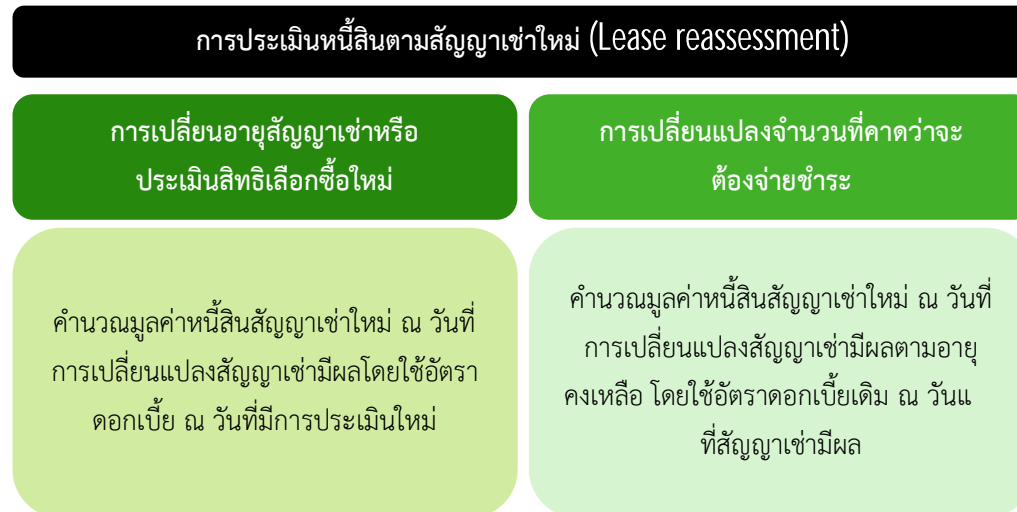 การประเมินหนี้สินตามสัญญาเช่าใหม่ (Lease reassessment)
การเปลี่ยนอายุสัญญาเช่าหรือ
ประเมินสิทธิเลือกซื้อใหม่
การเปลี่ยนแปลงจำนวนที่คาดว่าจะ
ต้องจ่ายชำระ
คำนวณมูลค่าหนี้สินสัญญาเช่าใหม่ ณ วันที่
การเปลี่ยนแปลงสัญญาเช่ามีผลโดยใช้อัตรา
ดอกเบี้ย ณ วันที่มีการประเมินใหม่
คำนวณมูลค่าหนี้สินสัญญาเช่าใหม่ ณ วันที่
การเปลี่ยนแปลงสัญญาเช่ามีผลตามอายุ
คงเหลือ โดยใช้อัตราดอกเบี้ยเดิม ณ วันแ
ที่สัญญาเช่ามีผล